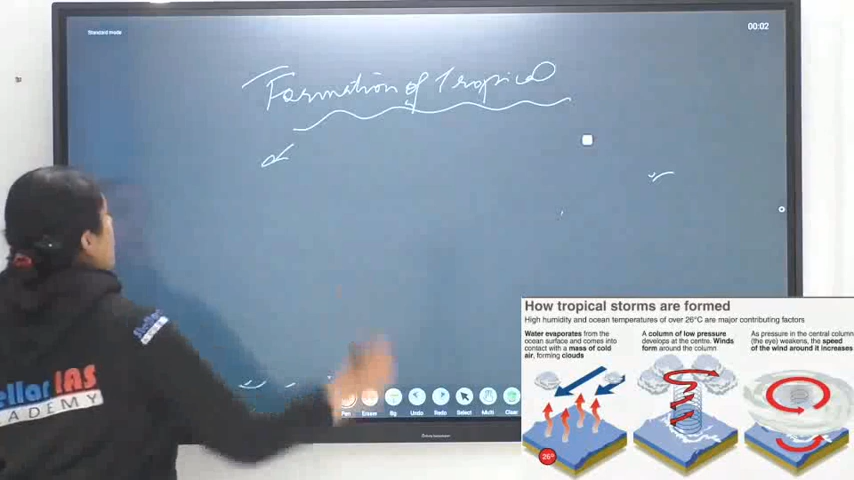 Standard mode
00:02
Formation of Tropical
ellar IAS
CADEMY
Stellar
Pen
Eraser
Bg
Undo
Redo
Select
Multi
Clear
How tropical storms are formed
High humidity and ocean temperatures of over 26°C are major contributing factors
Water evaporates from the
ocean surface and comes into
contact with a mass of cold
air, forming clouds
A column of low pressure
develops at the centre. Winds
form around the column
As pressure in the central column
(the eye) weakens, the speed
of the wind around it increases
26°